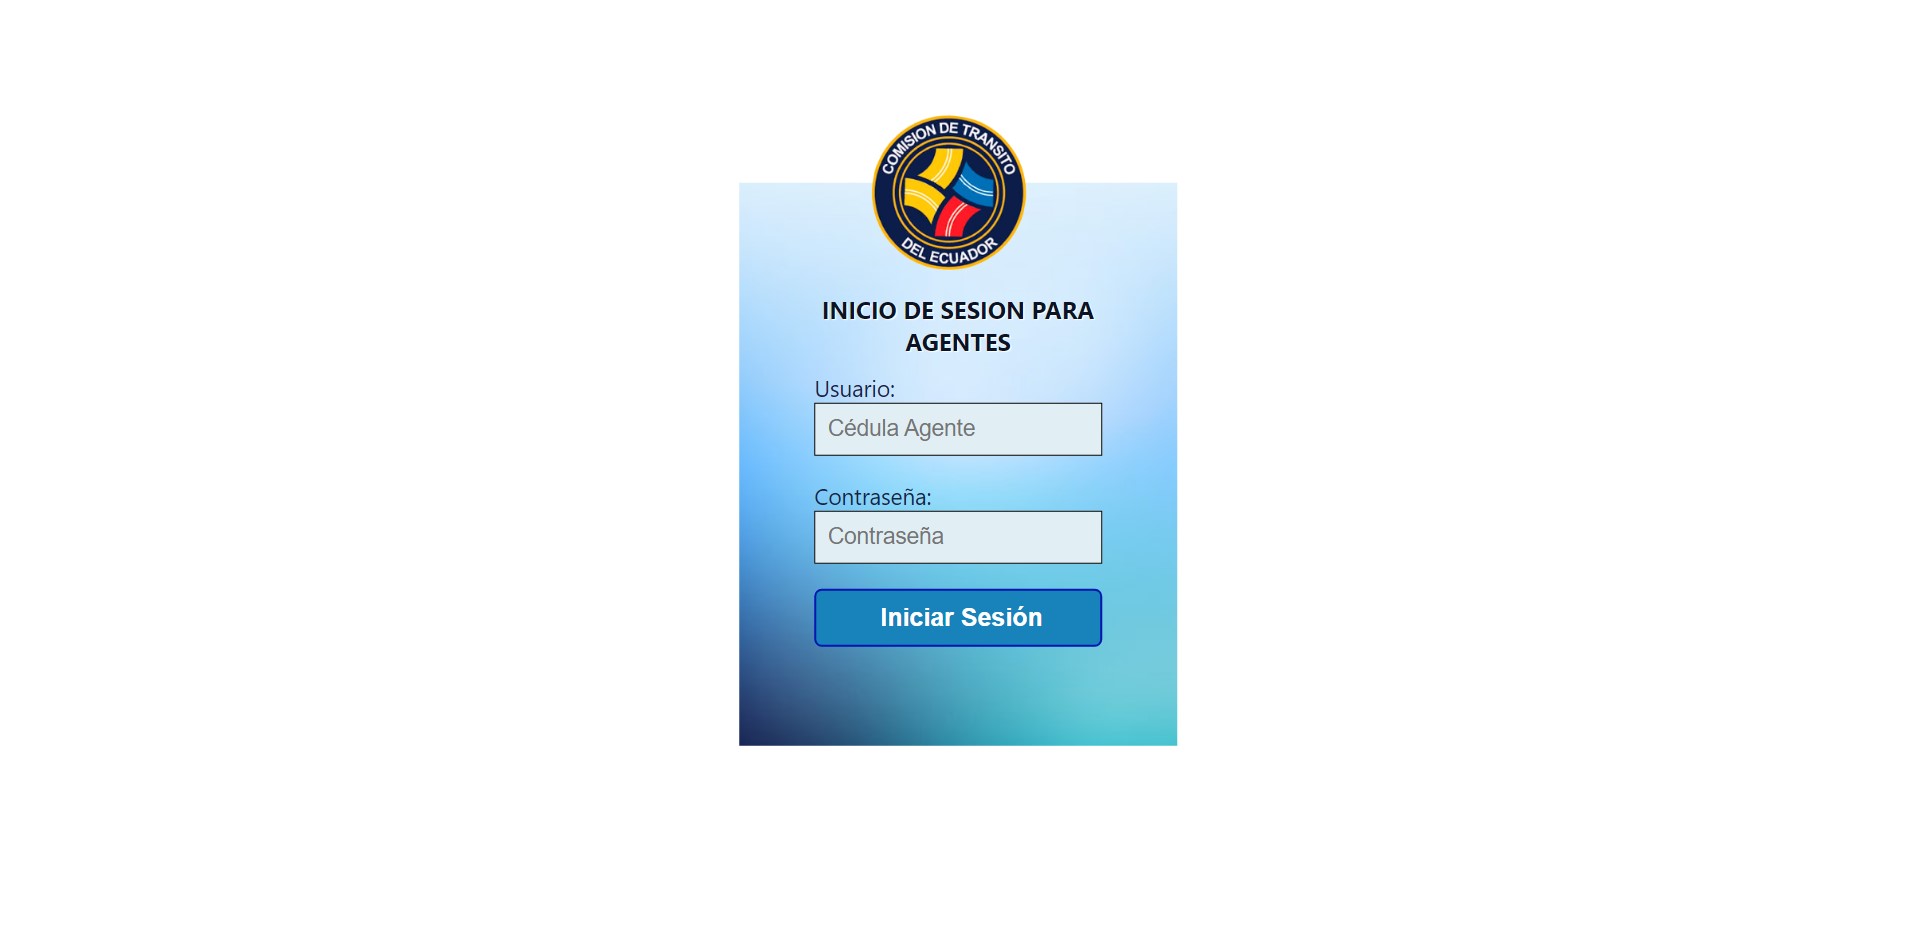 COMISION DE TRANSITO
DEL ECUADOR
INICIO DE SESION PARA
AGENTES
Usuario:
Cédula Agente
Contraseña:
Contraseña
Iniciar Sesión